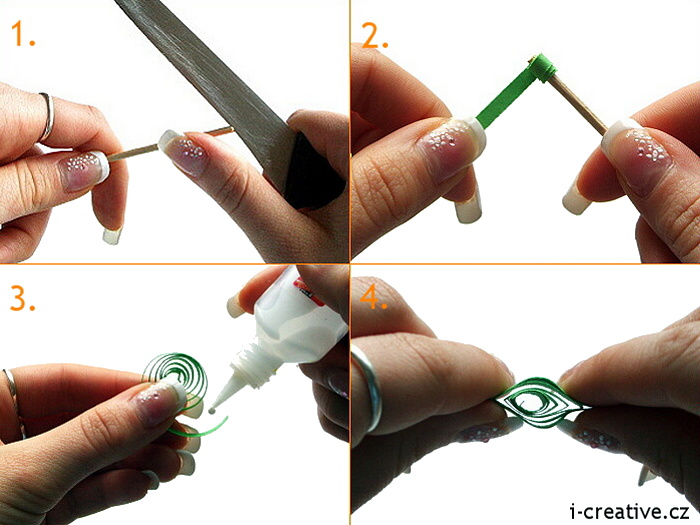 1.
2.
3.
4.
i-creative.cz